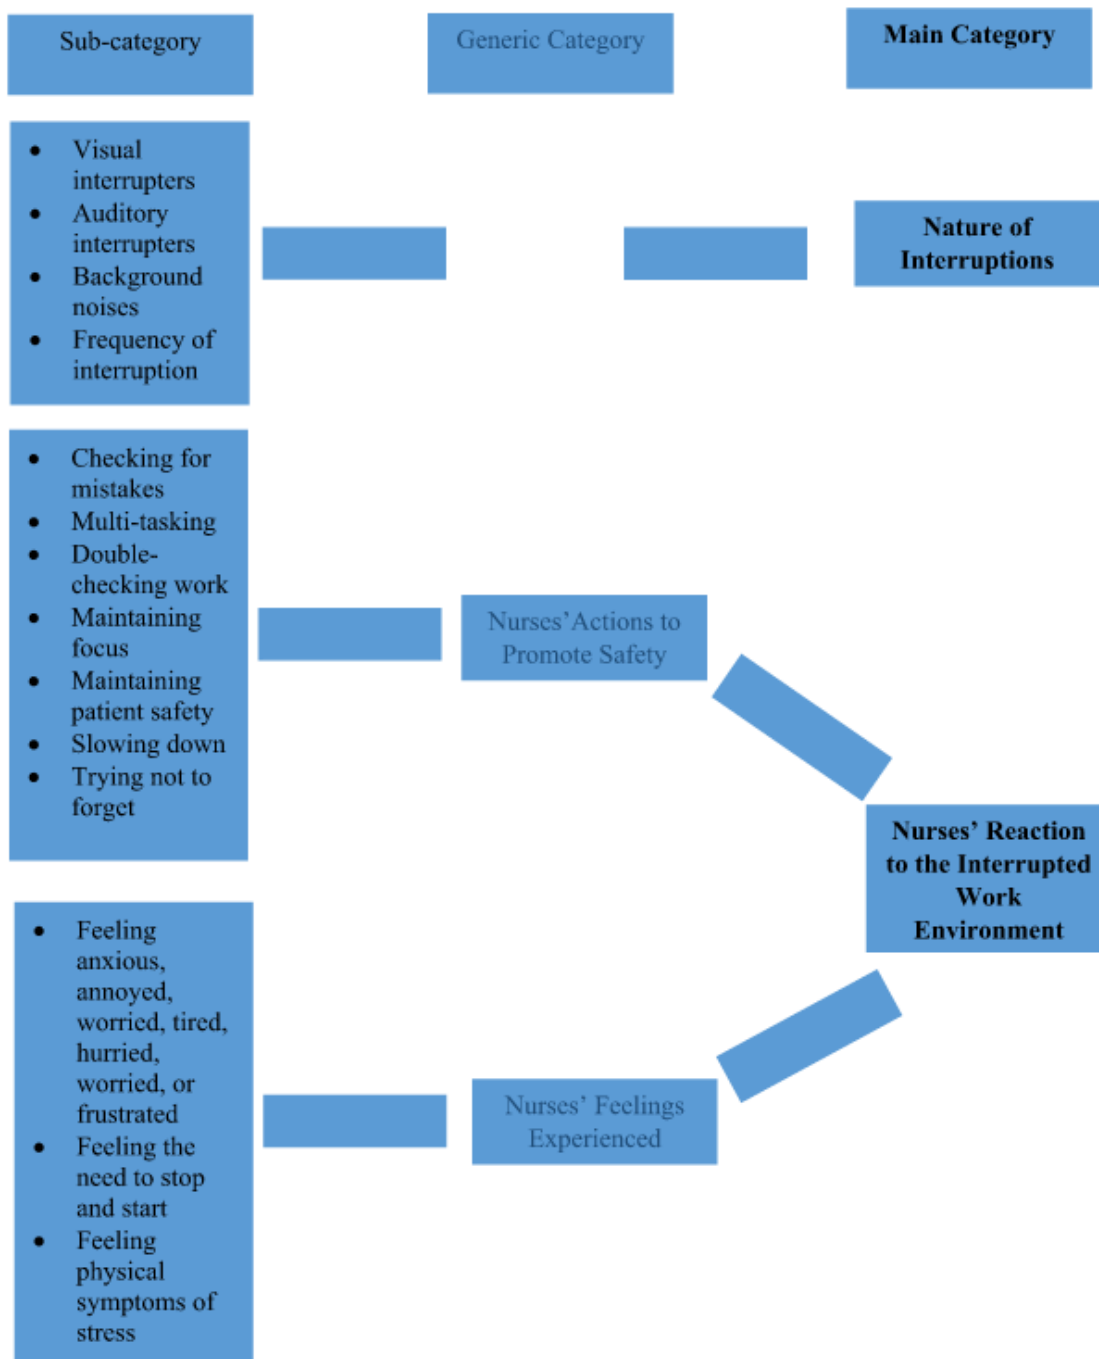 Sub-category
Generic Category
Main Category
• Visual
interrupters
• Auditory
interrupters
• Background
noises
• Frequency of
interruption
Nature of
Interruptions
• Checking for
mistakes
• Multi-tasking
• Double-
checking work
• Maintaining
focus
• Maintaining
patient safety
• Slowing down
• Trying not to
forget
Nurses’Actions to
Promote Safety
Nurses’ Reaction
to the Interrupted
Work
Environment
• Feeling
anxious,
annoyed,
worried, tired,
hurried,
worried, or
frustrated
• Feeling the
need to stop
and start
• Feeling
physical
symptoms of
stress
Nurses’ Feelings
Experienced